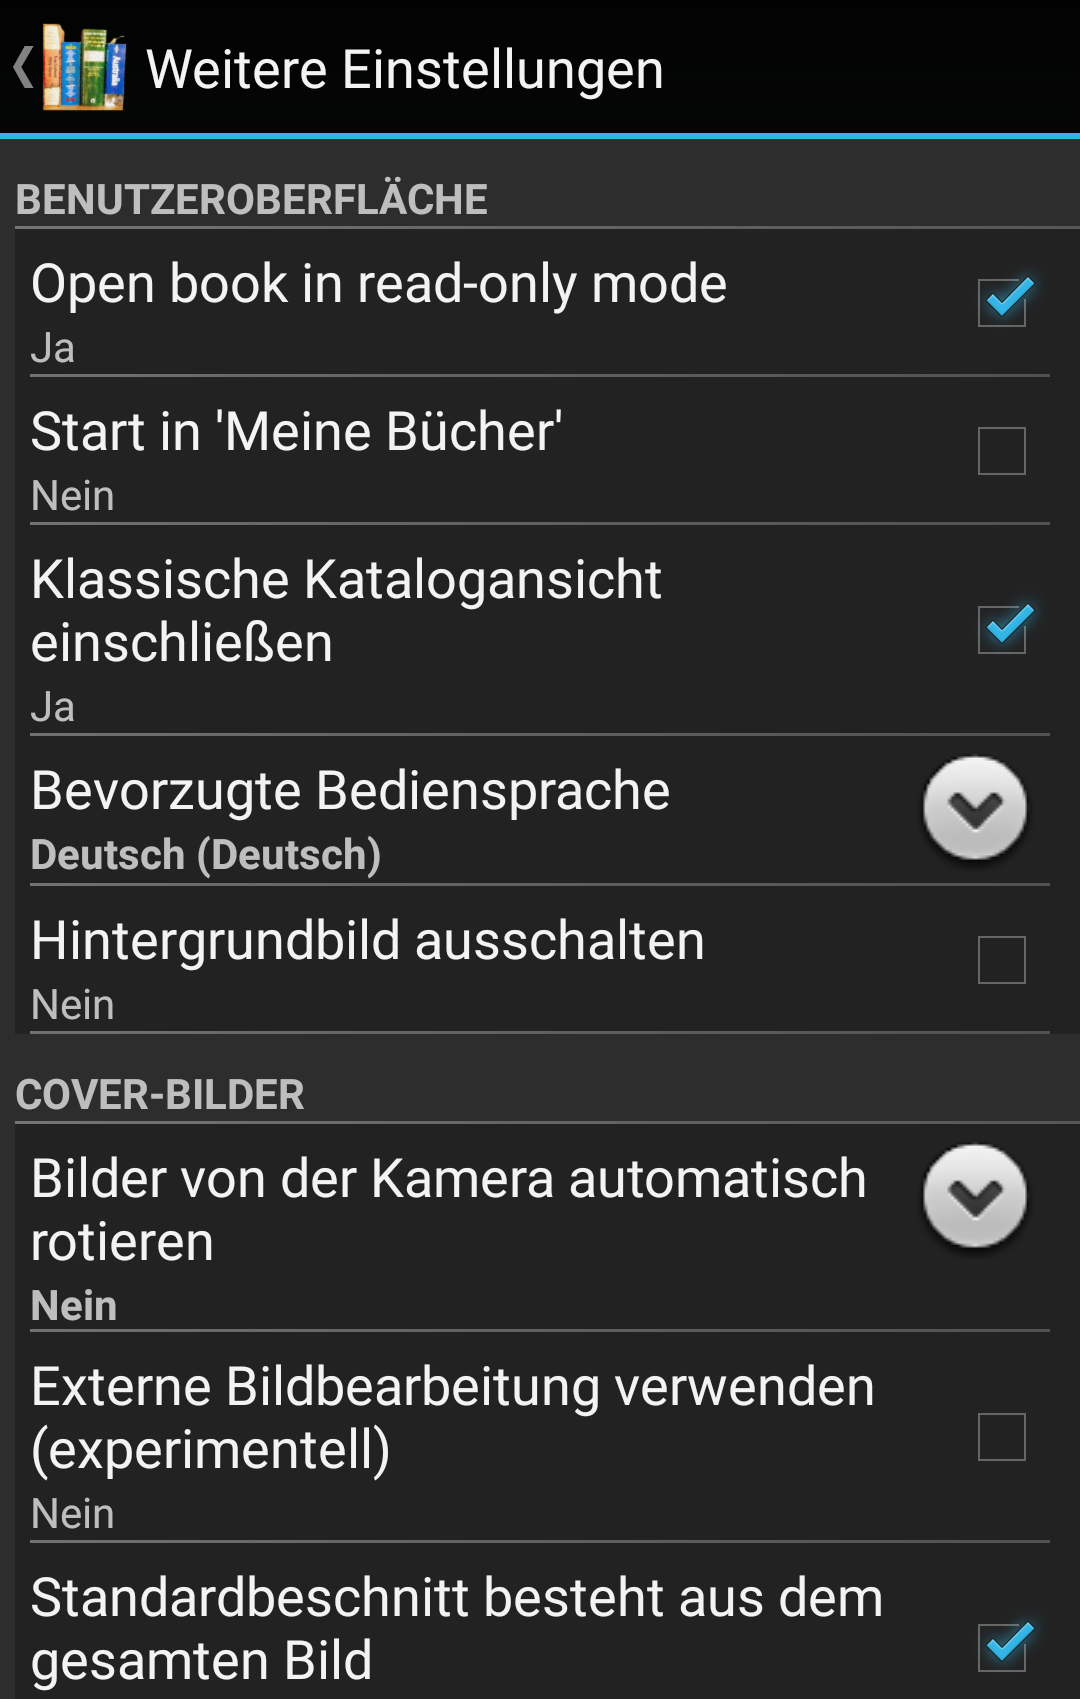 Weitere Einstellungen
BENUTZEROBERFLÄCHE
Open book in read-only mode
Ja
Start in 'Meine Bücher'
Nein
Klassische Katalogansicht
einschließen
Ja
Bevorzugte Bediensprache
Deutsch (Deutsch)
Hintergrundbild ausschalten
Nein
COVER-BILDER
Bilder von der Kamera automatisch
rotieren
Nein
Externe Bildbearbeitung verwenden
(experimentell)
Nein
Standardbeschnitt besteht aus dem
gesamten Bild